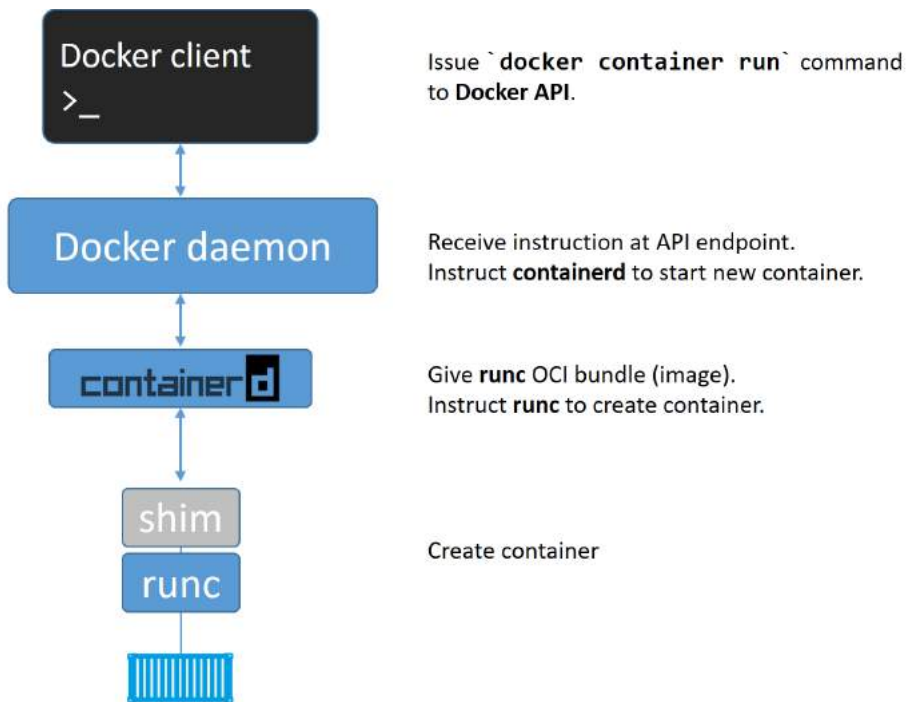 Docker client
>_
Issue `docker container run` command
to Docker API.
Docker daemon
Receive instruction at API endpoint.
Instruct containerd to start new container.
containerd
Give runc OCI bundle (image).
Instruct runc to create container.
shim
Create container
runc